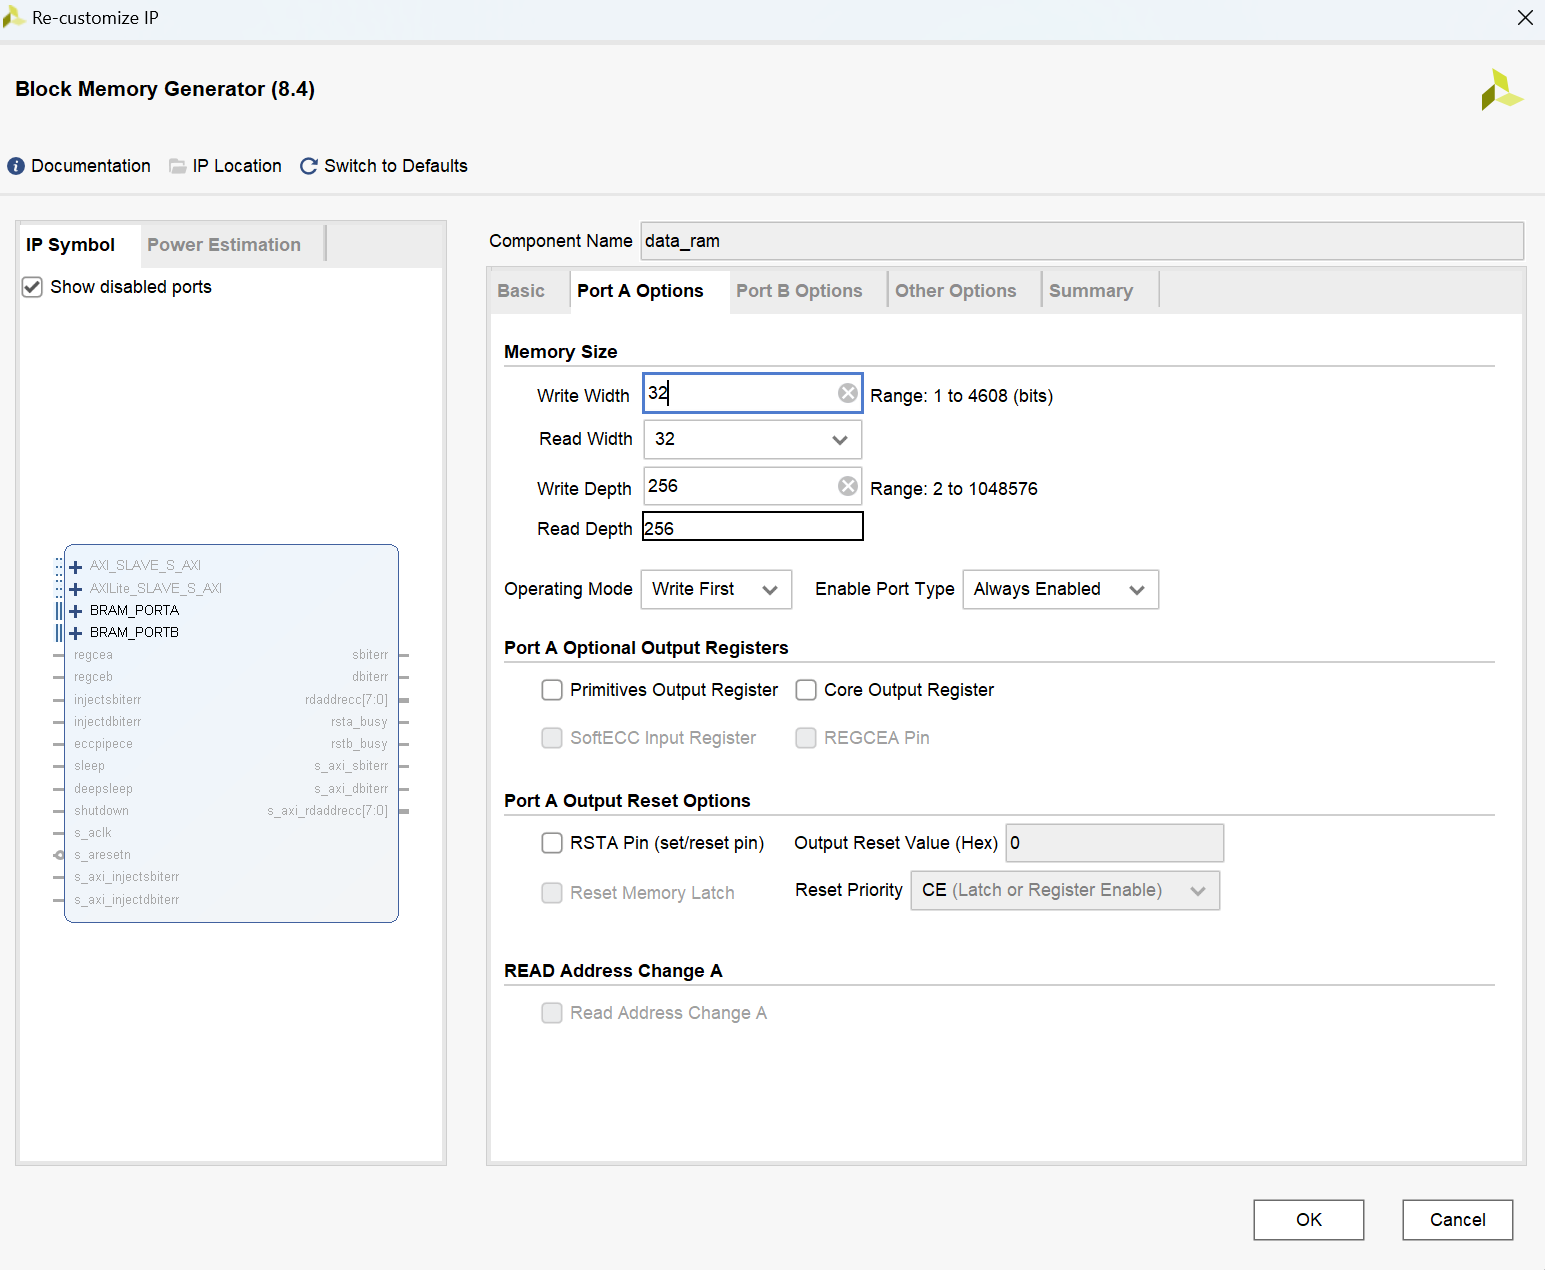 Re-customize IP
Block Memory Generator (8.4)
Documentation IP Location Switch to Defaults
IP Symbol Power Estimation
Show disabled ports
AXI_SLAVE_S_AXI
AXILite_SLAVE_S_AXI
BRAM_PORTA
BRAM_PORTB
regcea sbiterr
regceb dbiterr
injectsbiterr rdaddrecc[7:0]
injectdbiterr rsta_busy
eccpipece rstb_busy
sleep s_axi_sbiterr
deepsleep s_axi_dbiterr
shutdown s_axi_rdaddrecc[7:0]
s_aclk
s_aresetn
s_axi_injectsbiterr
s_axi_injectdbiterr
Component Name data_ram
Basic Port A Options Port B Options Other Options Summary
Memory Size
Write Width 32 Range: 1 to 4608 (bits)
Read Width 32
Write Depth 256 Range: 2 to 1048576
Read Depth 256
Operating Mode Write First Enable Port Type Always Enabled
Port A Optional Output Registers
Primitives Output Register Core Output Register
SoftECC Input Register REGCEA Pin
Port A Output Reset Options
RSTA Pin (set/reset pin) Output Reset Value (Hex) 0
Reset Memory Latch Reset Priority CE (Latch or Register Enable)
READ Address Change A
Read Address Change A
OK Cancel